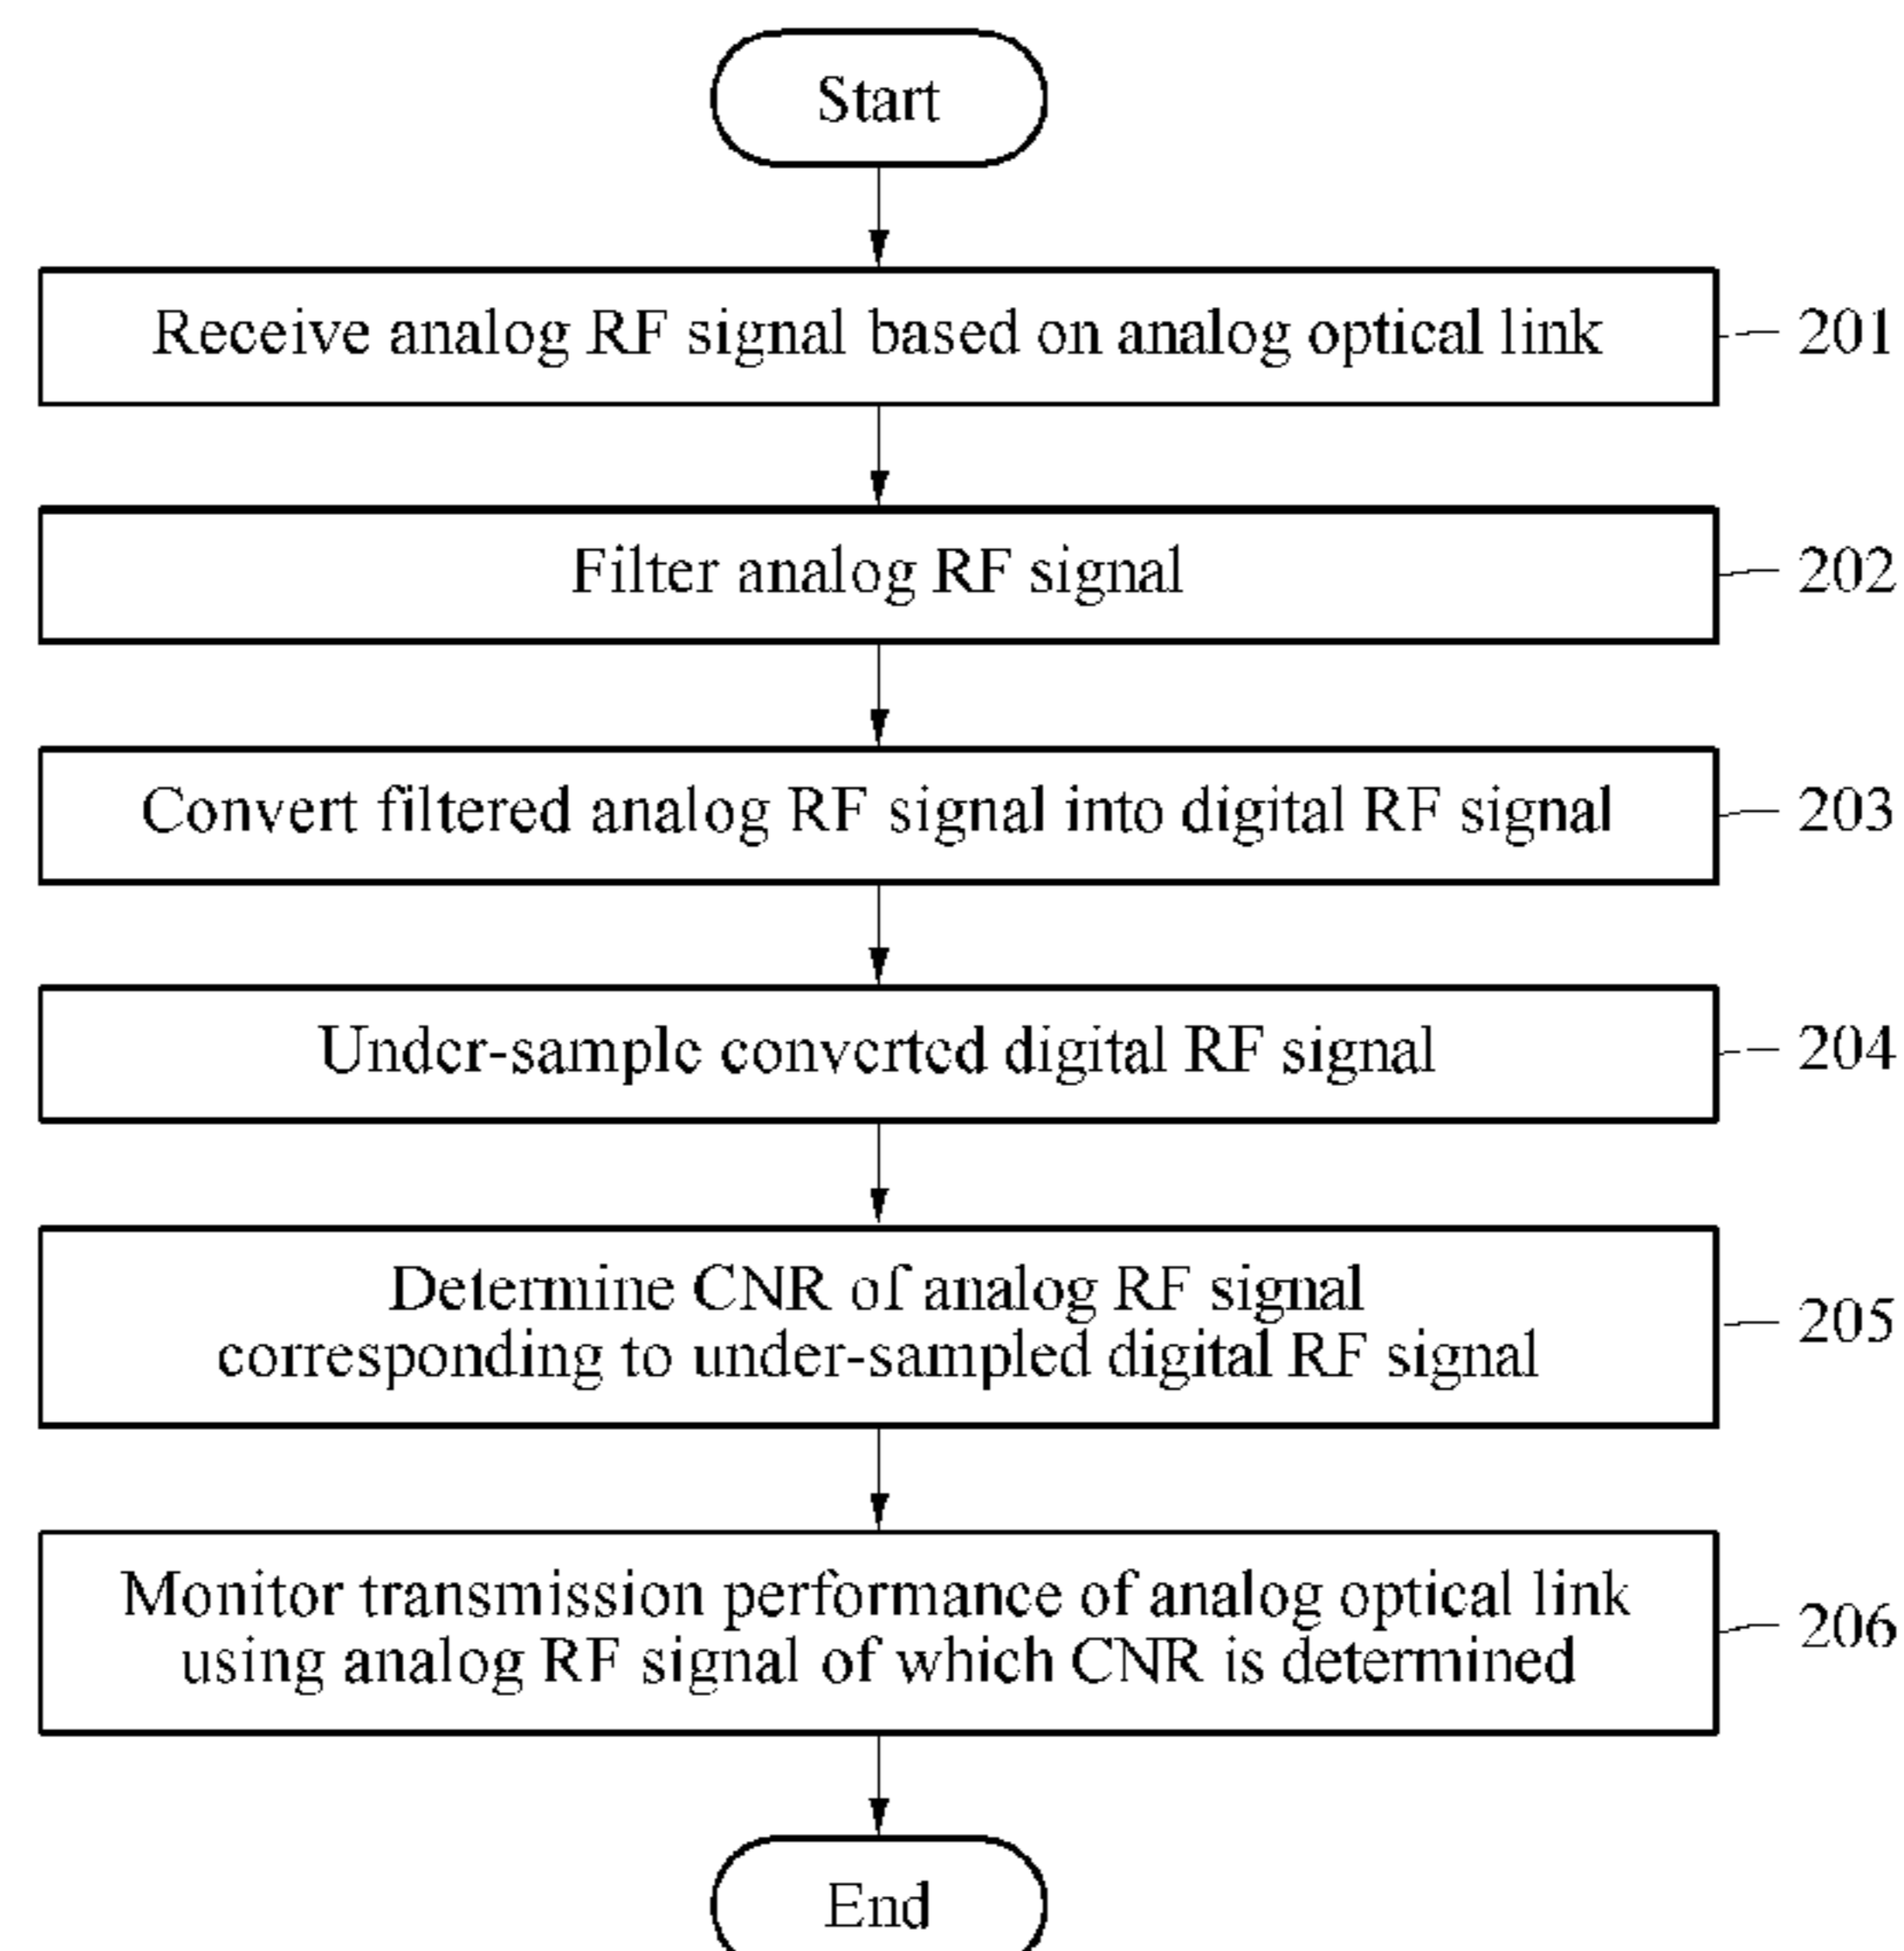 Start
Receive analog RF signal based on analog optical link
201
Filter analog RF signal
202
Convert filtered analog RF signal into digital RF signal
203
Under-sample converted digital RF signal
204
Determine CNR of analog RF signal
corresponding to under-sampled digital RF signal
205
Monitor transmission performance of analog optical link
using analog RF signal of which CNR is determined
206
End